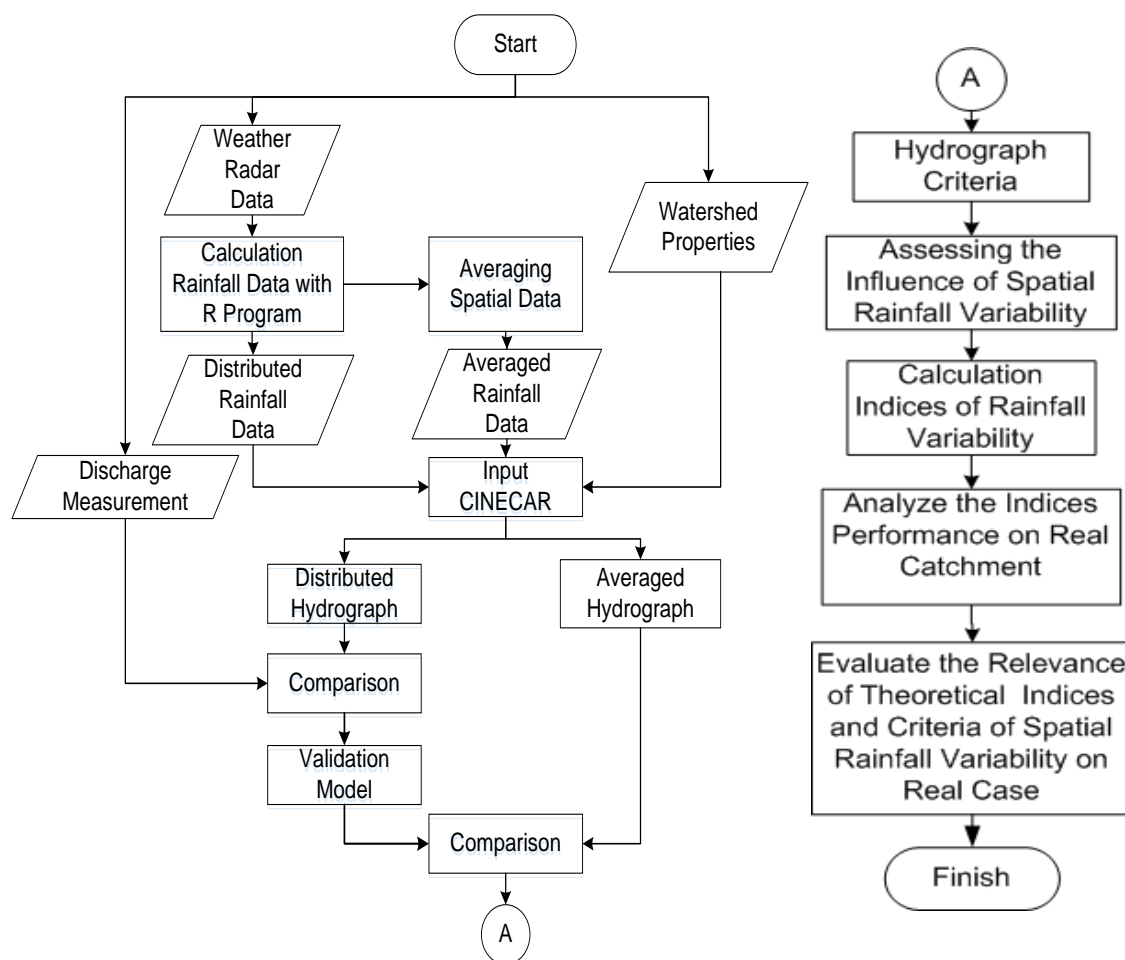 Start
Weather
Radar
Data
Watershed
Properties
Calculation
Rainfall Data with
R Program
Averaging
Spatial Data
Distributed
Rainfall
Data
Averaged
Rainfall
Data
Discharge
Measurement
Input
CINECAR
Distributed
Hydrograph
Averaged
Hydrograph
Comparison
Validation
Model
Comparison
A
A
Hydrograph
Criteria
Assessing the
Influence of Spatial
Rainfall Variability
Calculation
Indices of Rainfall
Variability
Analyze the Indices
Performance on Real
Catchment
Evaluate the Relevance
of Theoretical Indices
and Criteria of Spatial
Rainfall Variability on
Real Case
Finish